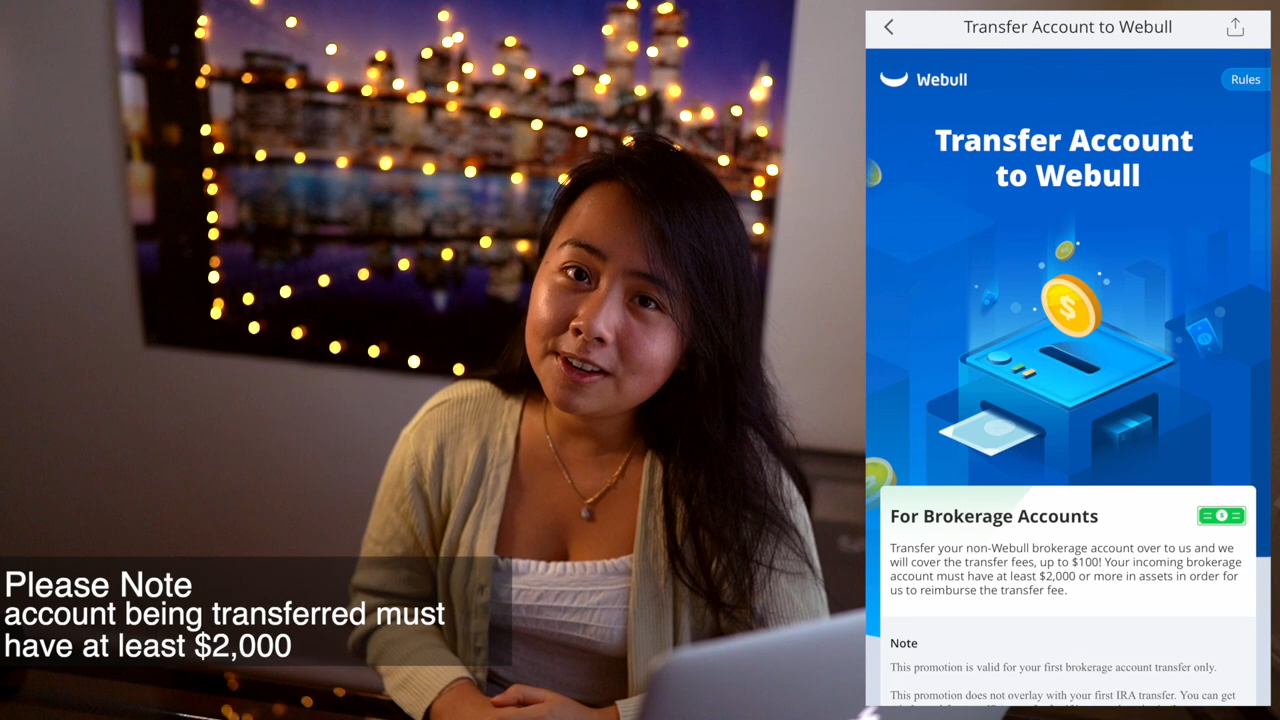 Please Note
account being transferred must
have at least $2,000
Transfer Account to Webull
Webull
Rules
Transfer Account
to Webull
For Brokerage Accounts
Transfer your non-Webull brokerage account over to us and we
will cover the transfer fees, up to $100! Your incoming brokerage
account must have at least $2,000 or more in assets in order for
us to reimburse the transfer fee.
Note
This promotion is valid for your first brokerage account transfer only.
This promotion does not overlay with your first IRA transfer. You can get